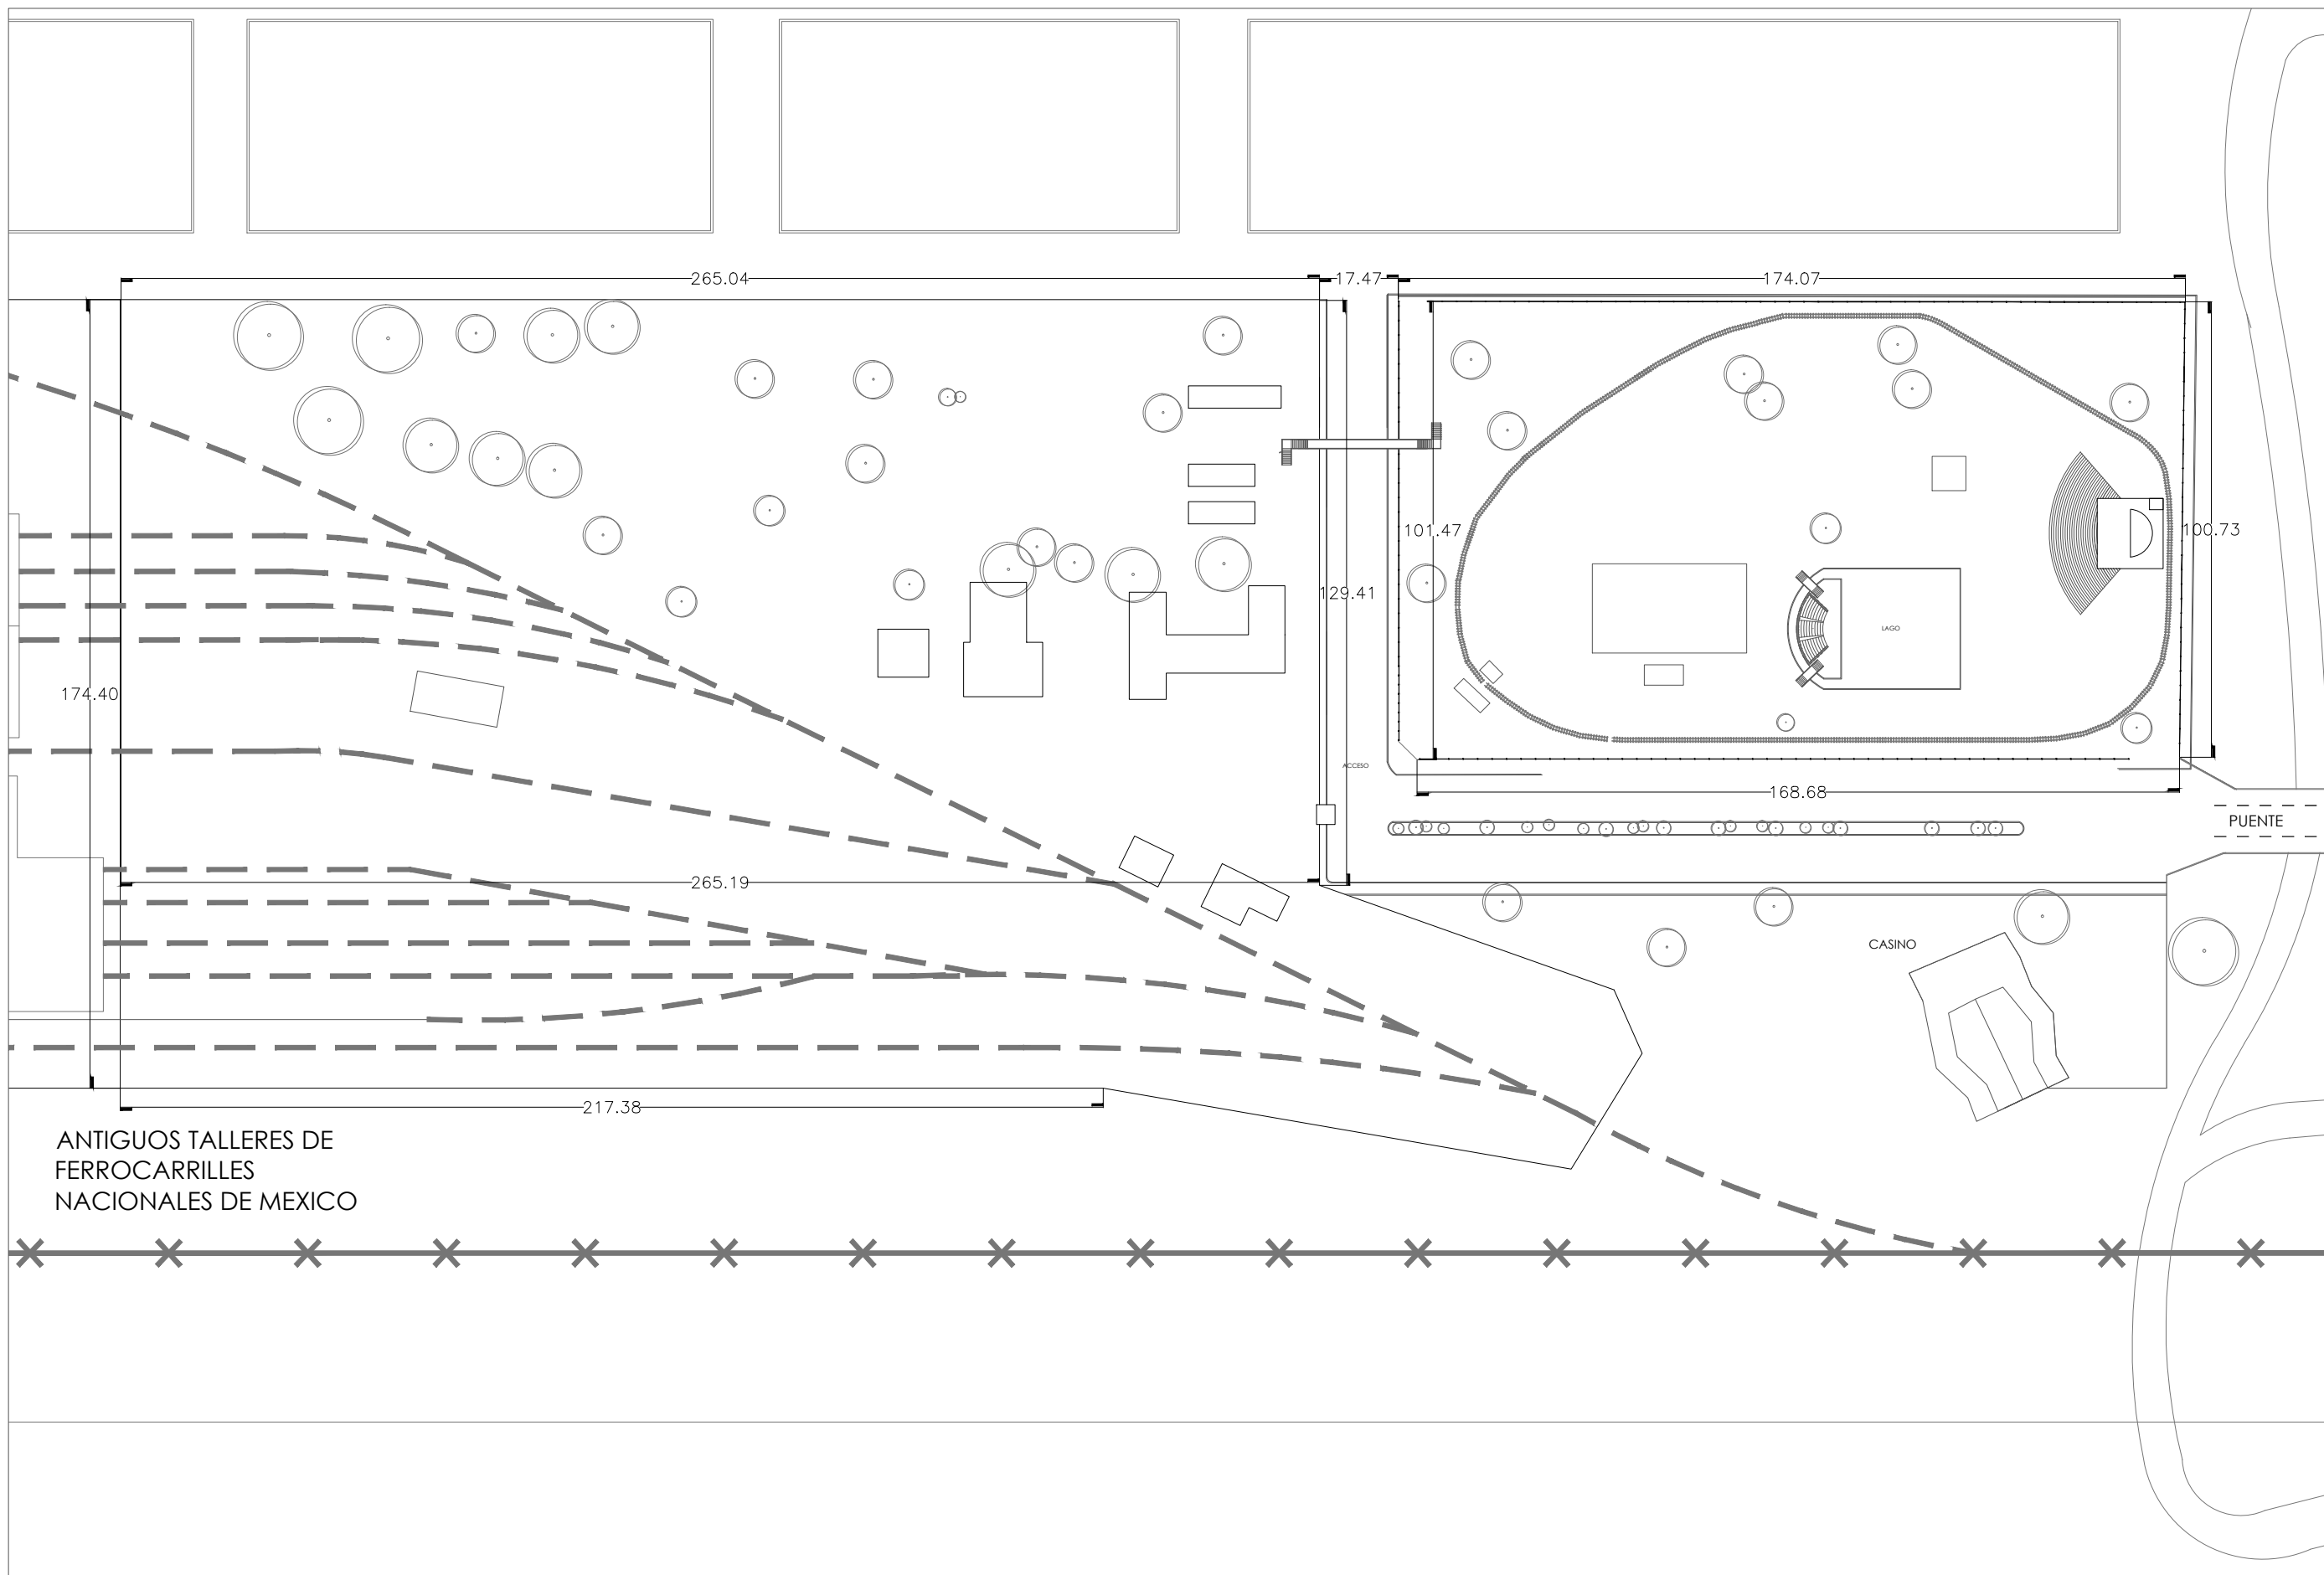 265.04
17.47
174.07
101.47
100.73
129.41
LAGO
174.40
ACCESO
168.68
PUENTE
265.19
CASINO
217.38
ANTIGUOS TALLERES DE
FERROCARRILLES
NACIONALES DE MEXICO